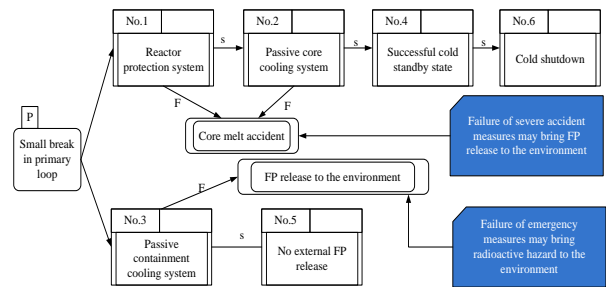 No.1
No.2
No.4
No.6
Reactor
protection system
s
Passive core
cooling system
s
Successful cold
standby state
s
Cold shutdown
F
F
P
Small break
in primary
loop
Core melt accident
Failure of severe accident
measures may bring FP
release to the environment
F
FP release to the environment
No.3
No.5
Passive
containment
cooling system
s
No external FP
release
Failure of emergency
measures may bring
radioactive hazard to
the environment